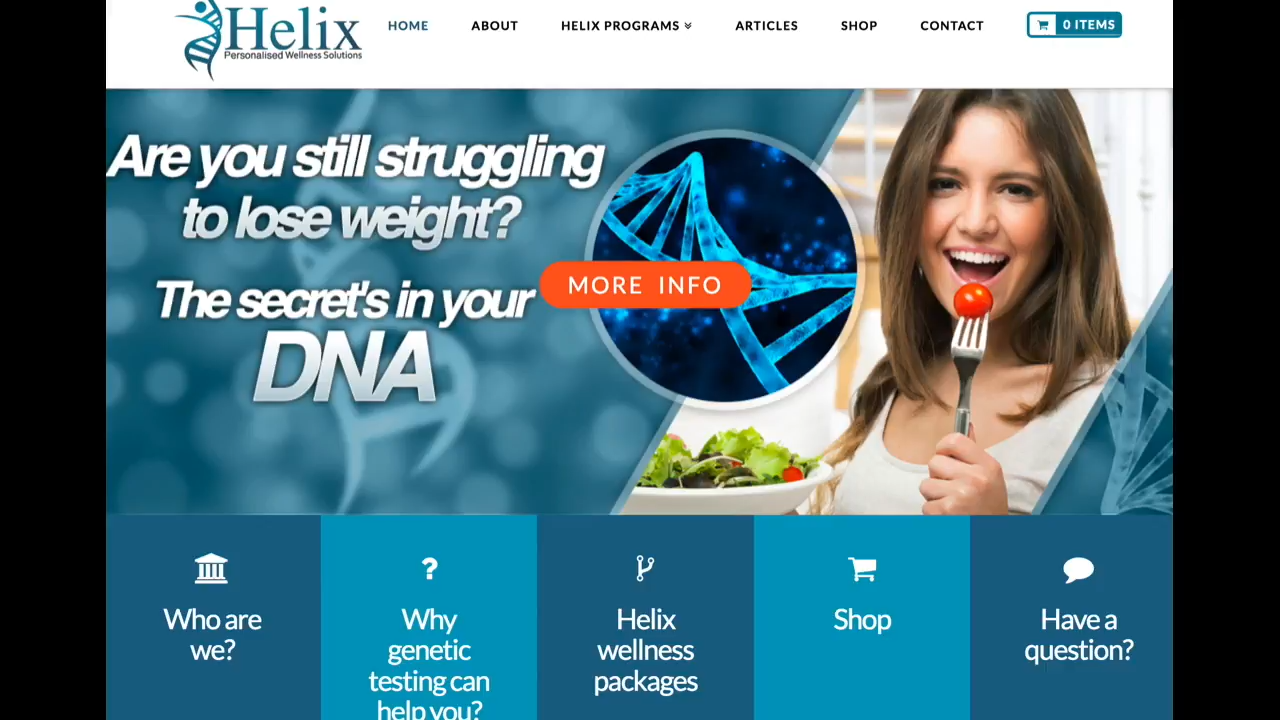 Helix
Personalised Wellness Solutions
HOME
ABOUT
HELIX PROGRAMS
ARTICLES
SHOP
CONTACT
0 ITEMS
Are you still struggling
to lose weight?
The secret's in your
DNA
MORE INFO
Who are
we?
Why
genetic
testing can
help you?
Helix
wellness
packages
Shop
Have a
question?